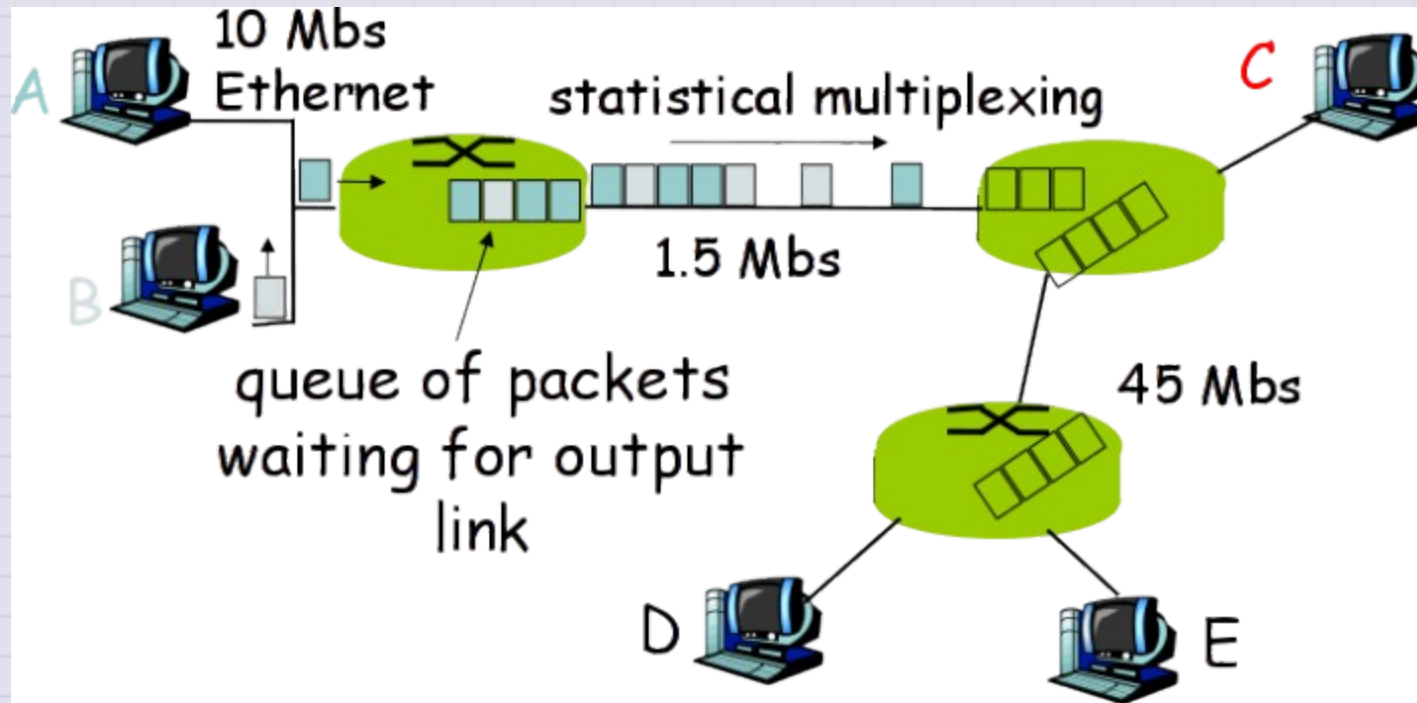 10 Mbs
Ethernet
A
statistical multiplexing
C
1.5 Mbs
B
queue of packets
waiting for output
link
45 Mbs
D
E